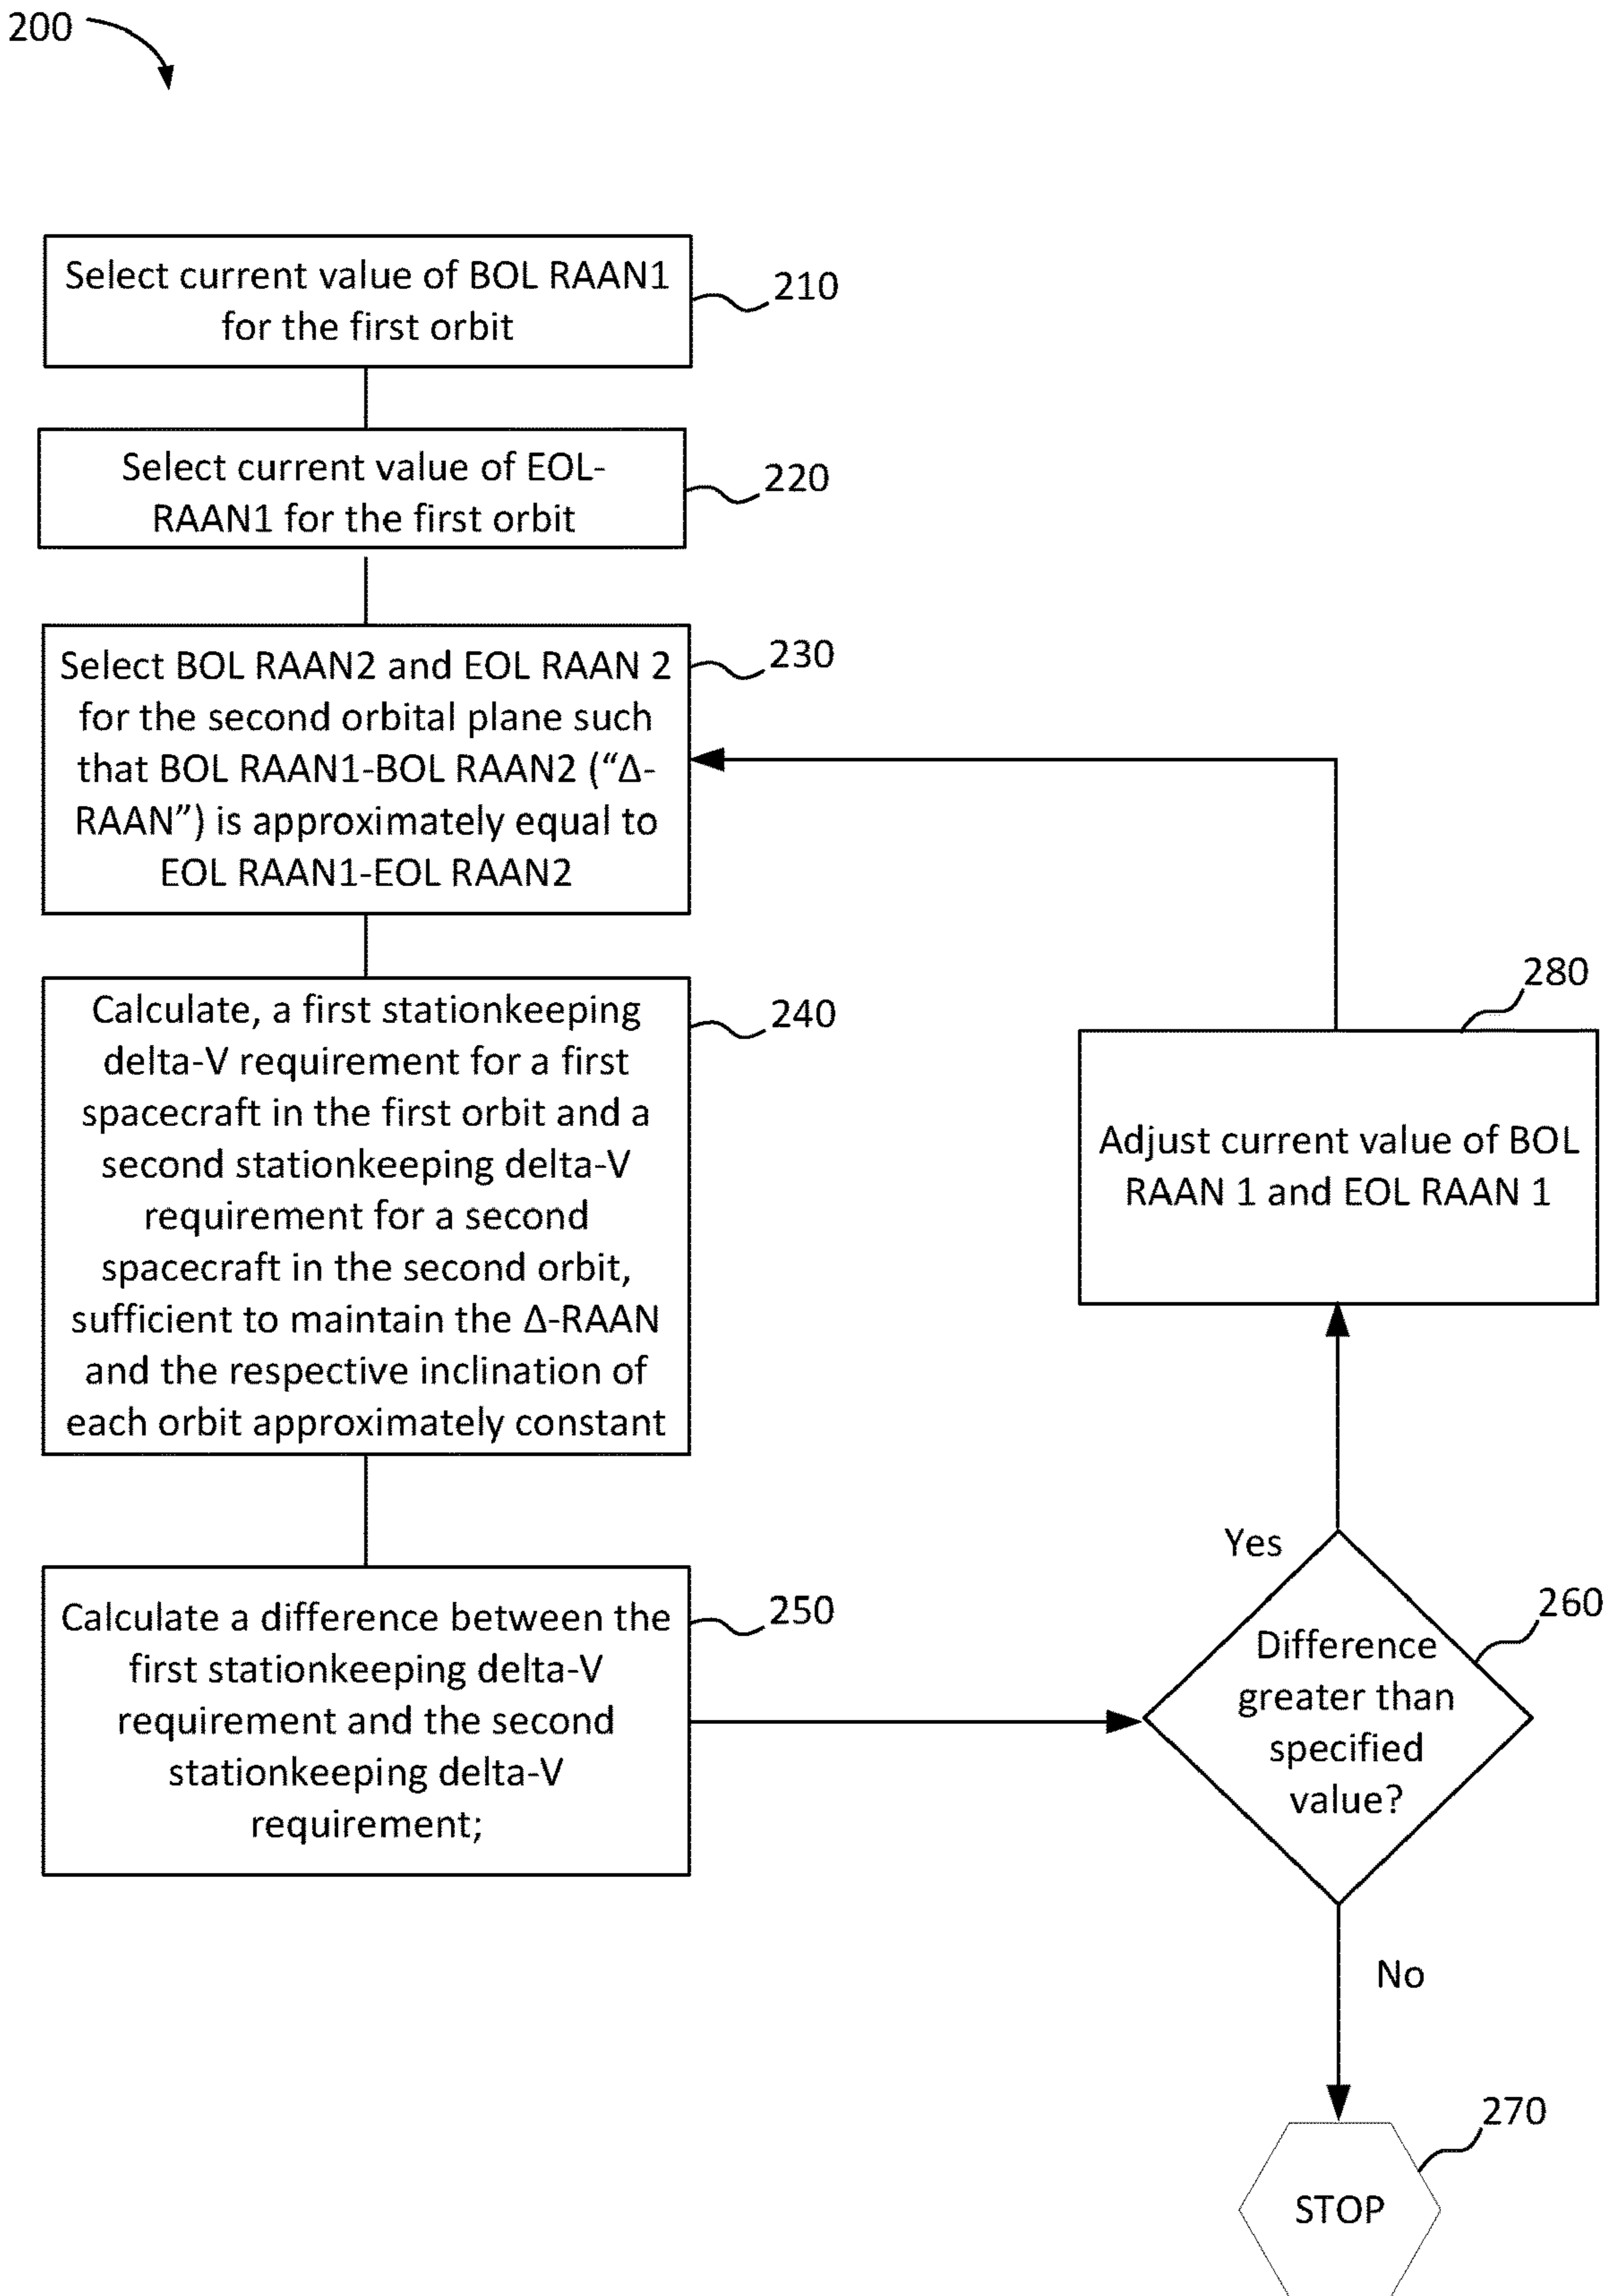 200
Select current value of BOL RAAN1
for the first orbit
210
Select current value of EOL-
RAAN1 for the first orbit
220
Select BOL RAAN2 and EOL RAAN 2
for the second orbital plane such
that BOL RAAN1-BOL RAAN2 (“Δ-
RAAN”) is approximately equal to
EOL RAAN1-EOL RAAN2
230
Calculate, a first stationkeeping
delta-V requirement for a first
spacecraft in the first orbit and a
second stationkeeping delta-V
requirement for a second
spacecraft in the second orbit,
sufficient to maintain the Δ-RAAN
and the respective inclination of
each orbit approximately constant
240
Calculate a difference between the
first stationkeeping delta-V
requirement and the second
stationkeeping delta-V
requirement;
250
Difference
greater than
specified
value?
260
Yes
Adjust current value of BOL
RAAN 1 and EOL RAAN 1
280
No
STOP
270